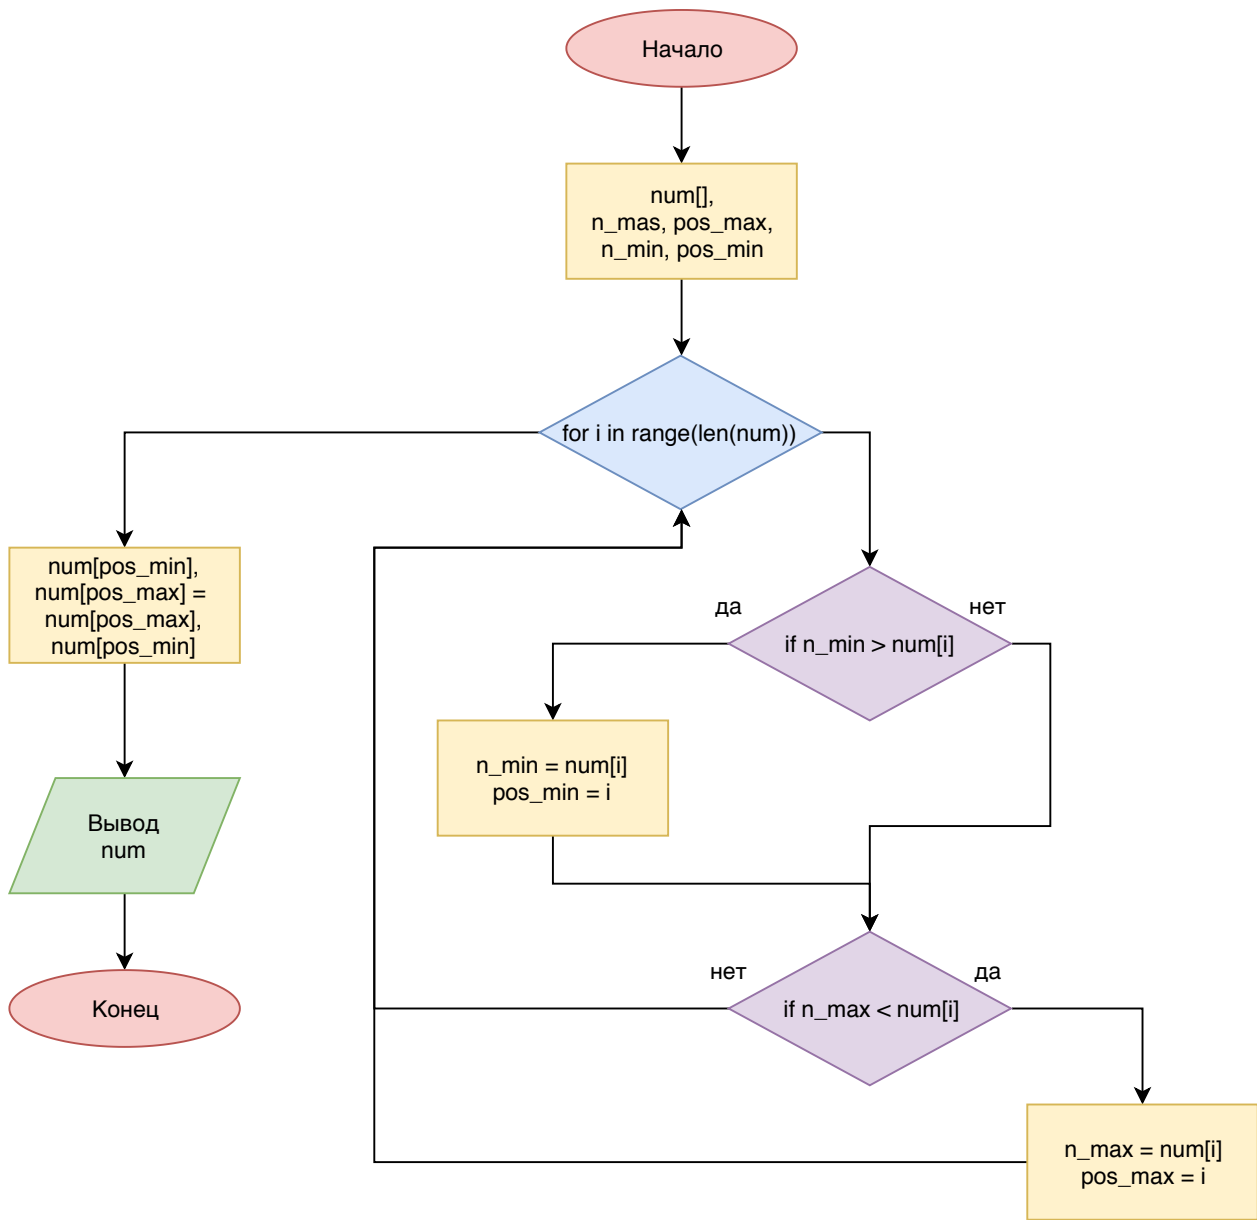 Начало
num[],
n_mas, pos_max,
n_min, pos_min
for i in range(len(num))
num[pos_min],
num[pos_max] =
num[pos_max],
num[pos_min]
да
нет
if n_min > num[i]
n_min = num[i]
pos_min = i
Вывод
num
нет
да
Конец
if n_max < num[i]
n_max = num[i]
pos_max = i